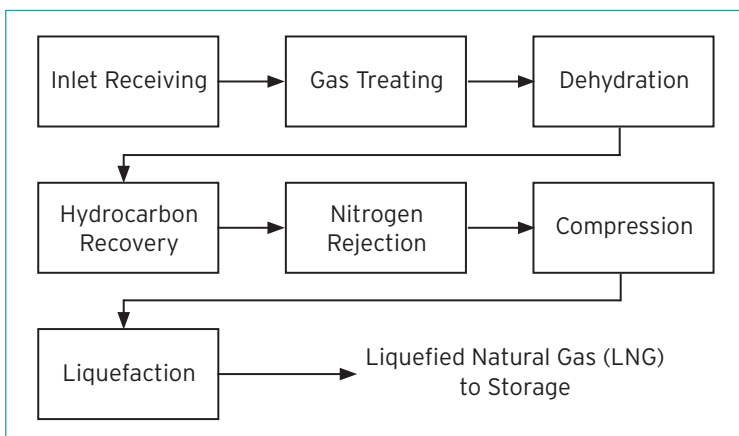 Inlet Receiving
Gas Treating
Dehydration
Hydrocarbon
Recovery
Nitrogen
Rejection
Compression
Liquefaction
Liquefied Natural Gas (LNG)
to Storage